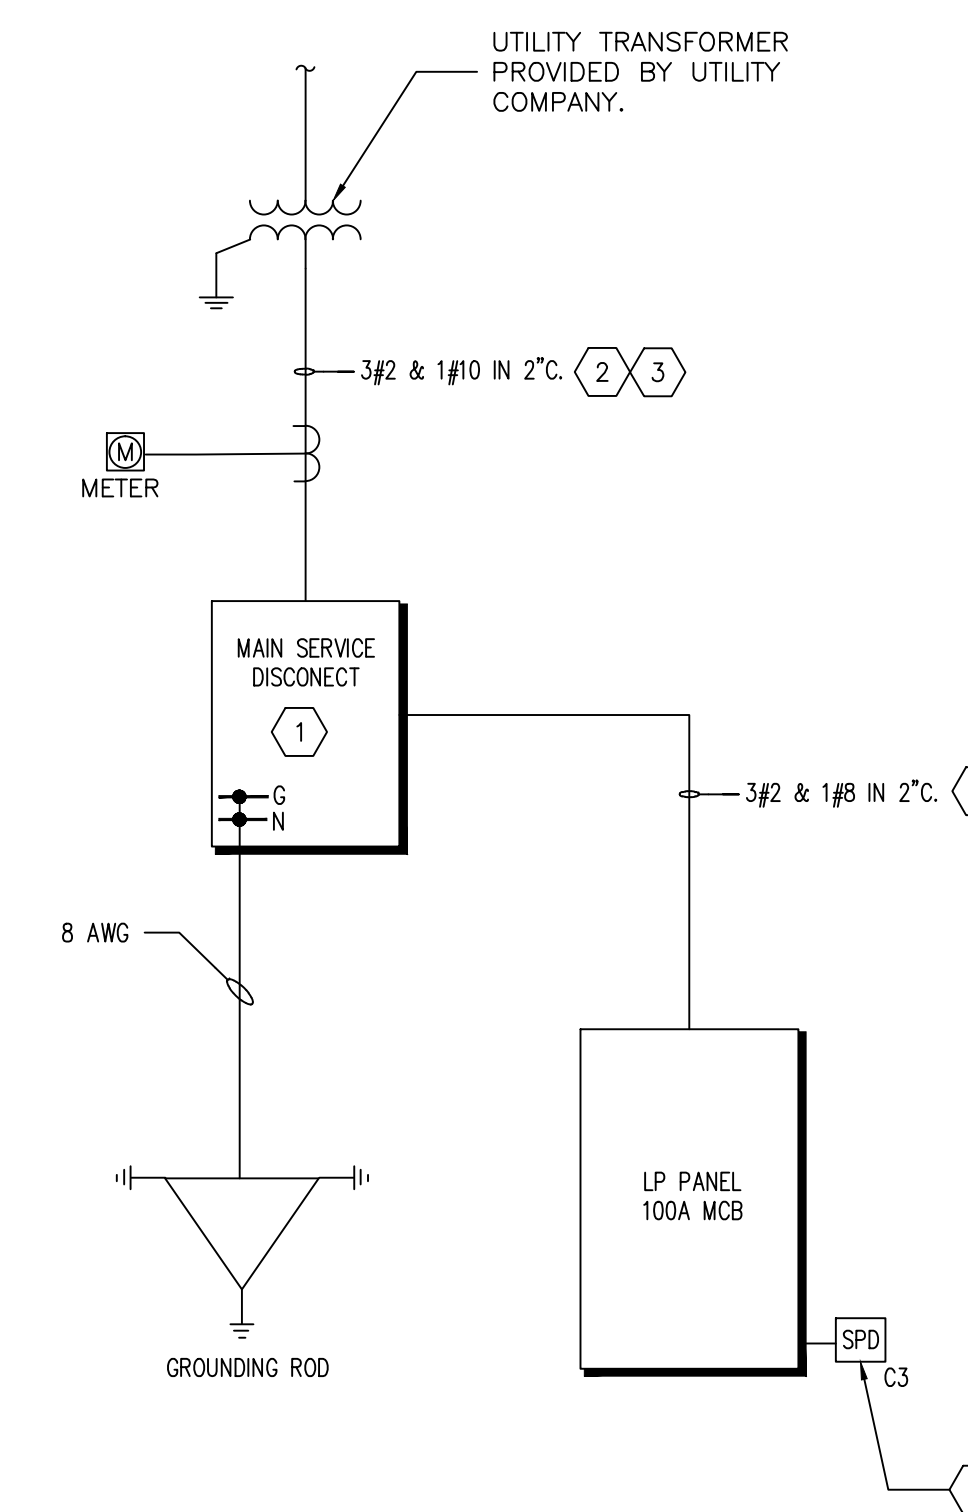 UTILITY TRANSFORMER
PROVIDED BY UTILITY
COMPANY.
3#2 & 1#10 IN 2"C. 2 3
M
METER
MAIN SERVICE
DISCONECT
1
G
N
3#2 & 1#8 IN 2"C.
8 AWG
LP PANEL
100A MCB
SPD
C3
GROUNDING ROD